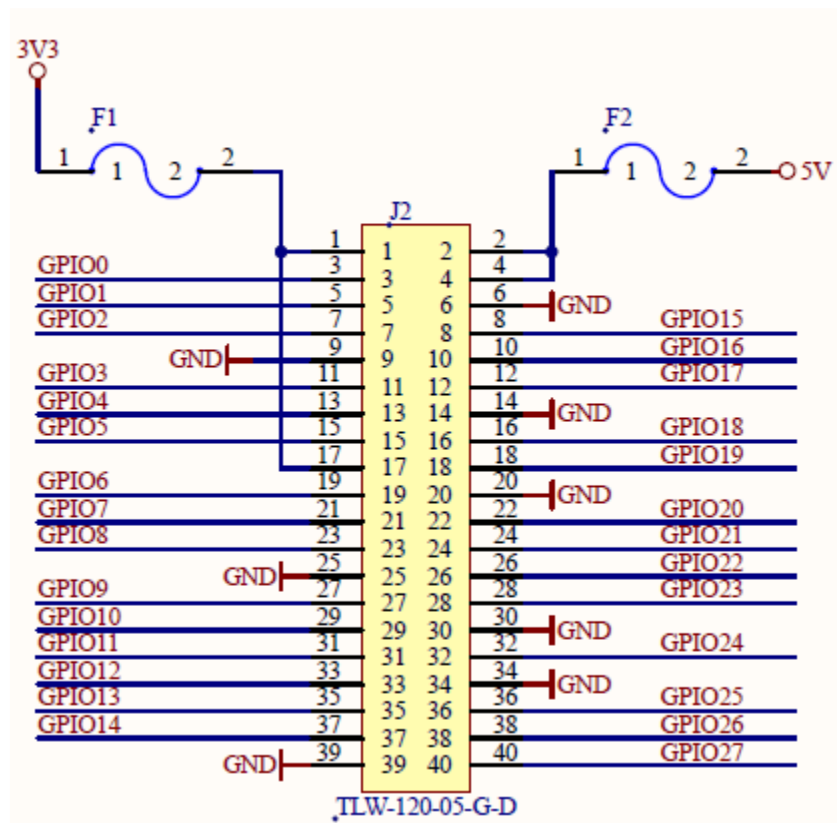 3V3
F1 F2
1 1 2 2 1 1 2 2 5V
J2
1 1 2 2
GPIO0 3 3 4 4
GPIO1 5 5 6 6 GND
GPIO2 7 7 8 8 GPIO15
GND 9 9 10 10 GPIO16
GPIO3 11 11 12 12 GPIO17
GPIO4 13 13 14 14 GND
GPIO5 15 15 16 16 GPIO18
17 17 18 18 GPIO19
GPIO6 19 19 20 20 GND
GPIO7 21 21 22 22 GPIO20
GPIO8 23 23 24 24 GPIO21
GND 25 25 26 26 GPIO22
GPIO9 27 27 28 28 GPIO23
GPIO10 29 29 30 30 GND
GPIO11 31 31 32 32 GPIO24
GPIO12 33 33 34 34 GND
GPIO13 35 35 36 36 GPIO25
GPIO14 37 37 38 38 GPIO26
GND 39 39 40 40 GPIO27
TLW-120-05-G-D